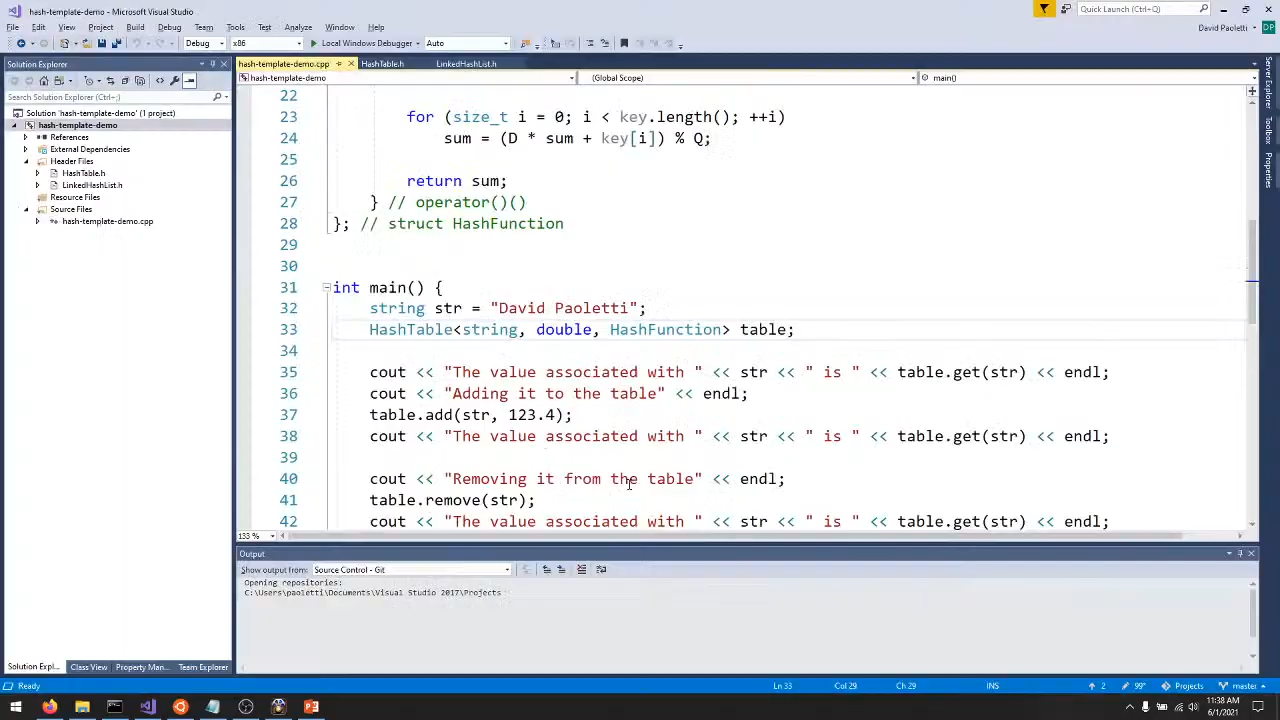 hash-template-demo - Microsoft Visual Studio
Quick Launch (Ctrl+Q)
File Edit View Project Build Debug Team Tools Test Analyze Window Help
David Paoletti DP
Debug x86 Local Windows Debugger Auto
Solution Explorer
hash-template-demo.cpp HashTable.h LinkedHashList.h
hash-template-demo (Global Scope) main()
Search Solution Explorer (Ctrl+;)
Solution 'hash-template-demo' (1 project)
hash-template-demo
References
External Dependencies
Header Files
HashTable.h
LinkedHashList.h
Resource Files
Source Files
hash-template-demo.cpp
22
23 for (size_t i = 0; i < key.length(); ++i)
24 sum = (D * sum + key[i]) % Q;
25
26 return sum;
27 } // operator()()
28 }; // struct HashFunction
29
30
31 int main() {
32 string str = "David Paoletti";
33 HashTable<string, double, HashFunction> table;
34
35 cout << "The value associated with " << str << " is " << table.get(str) << endl;
36 cout << "Adding it to the table" << endl;
37 table.add(str, 123.4);
38 cout << "The value associated with " << str << " is " << table.get(str) << endl;
39
40 cout << "Removing it from the table" << endl;
41 table.remove(str);
42 cout << "The value associated with " << str << " is " << table.get(str) << endl;
133 %
Server Explorer
Toolbox
Properties
Output
Show output from: Source Control - Git
Opening repositories:
C:\Users\paoletti\Documents\Visual Studio 2017\Projects
Solution Expl... Class View Property Man... Team Explorer
Ready Ln 33 Col 29 Ch 29 INS 2 99+ Projects master
11:38 AM
6/1/2021